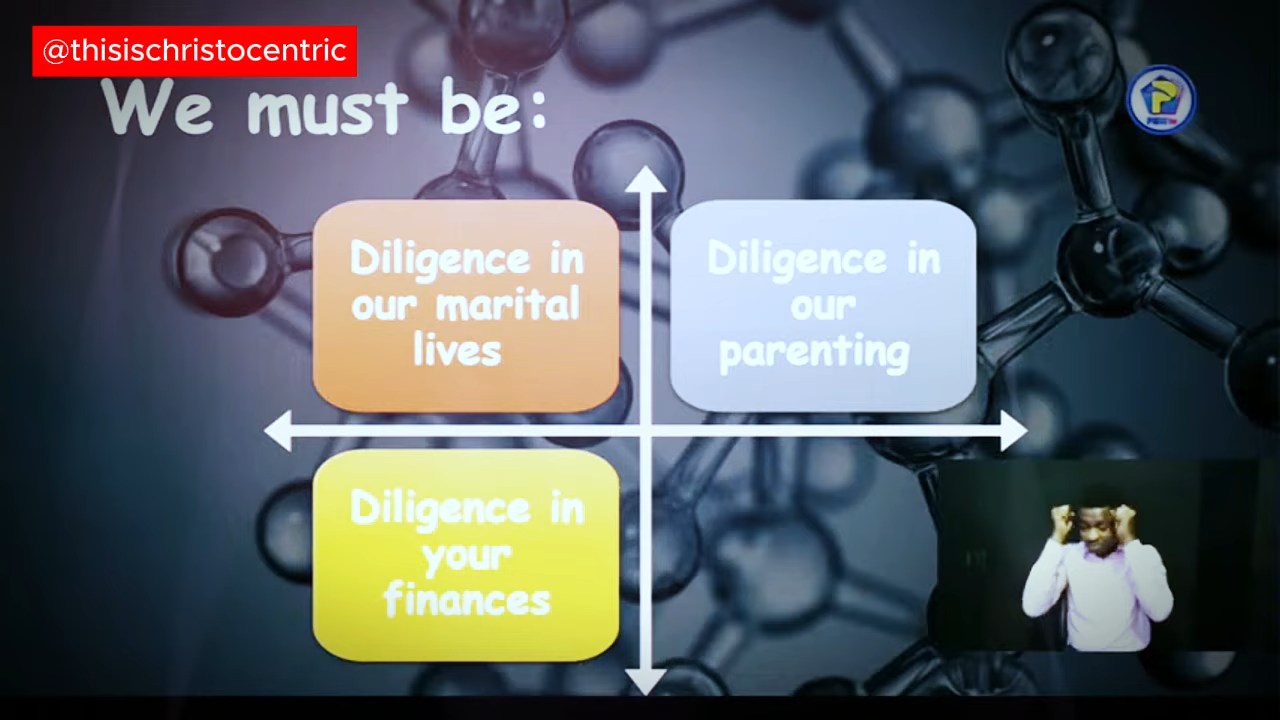 @thisischristocentric
We must be:
Diligence in
our marital
lives
Diligence in
our
parenting
Diligence in
your
finances